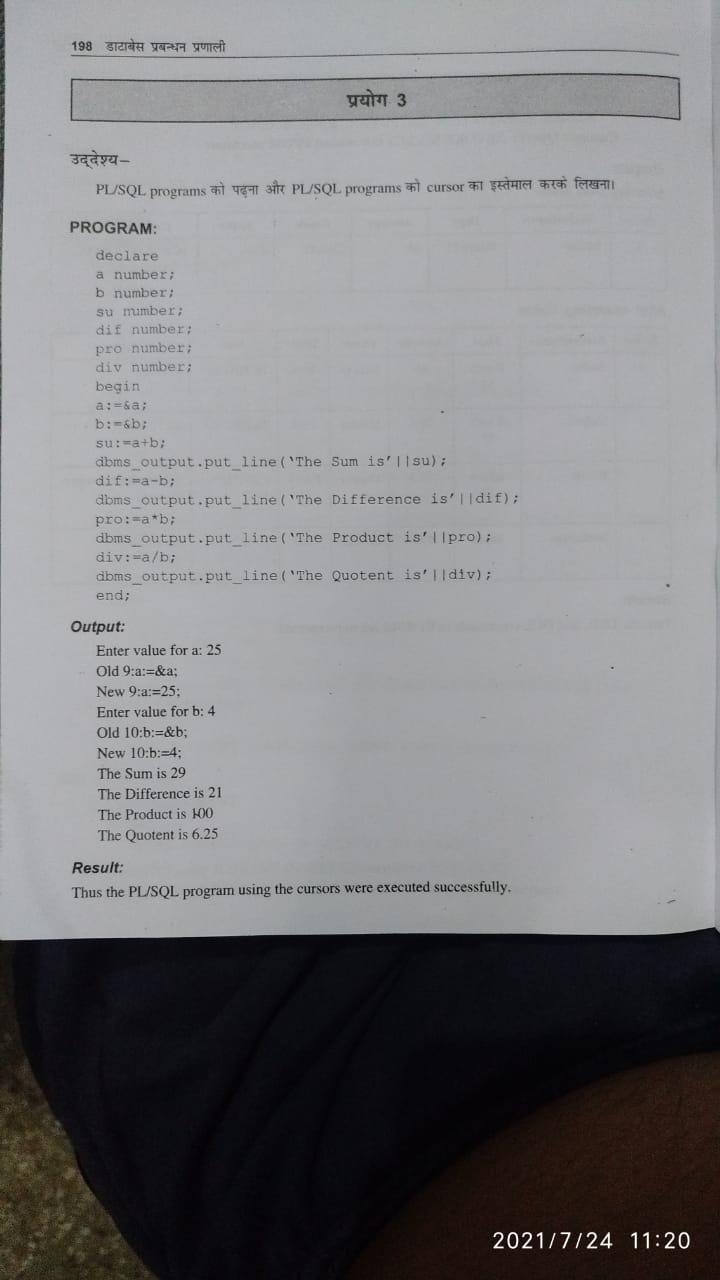 198 डाटाबेस प्रबन्धन प्रणाली
प्रयोग 3
उद्देश्य–
PL/SQL programs को पढ़ना और PL/SQL programs को cursor का इस्तेमाल करके लिखना।
PROGRAM:
declare
a number;
b number;
su number;
dif number;
pro number;
div number;
begin
a:=&a;
b:=&b;
su:=a+b;
dbms_output.put_line(‘The Sum is’||su);
dif:=a-b;
dbms_output.put_line(‘The Difference is’||dif);
pro:=a*b;
dbms_output.put_line(‘The Product is’||pro);
div:=a/b;
dbms_output.put_line(‘The Quotent is’||div);
end;
Output:
Enter value for a: 25
Old 9:a:=&a;
New 9:a:=25;
Enter value for b: 4
Old 10:b:=&b;
New 10:b:=4;
The Sum is 29
The Difference is 21
The Product is 100
The Quotent is 6.25
Result:
Thus the PL/SQL program using the cursors were executed successfully.
2021/7/24 11:20